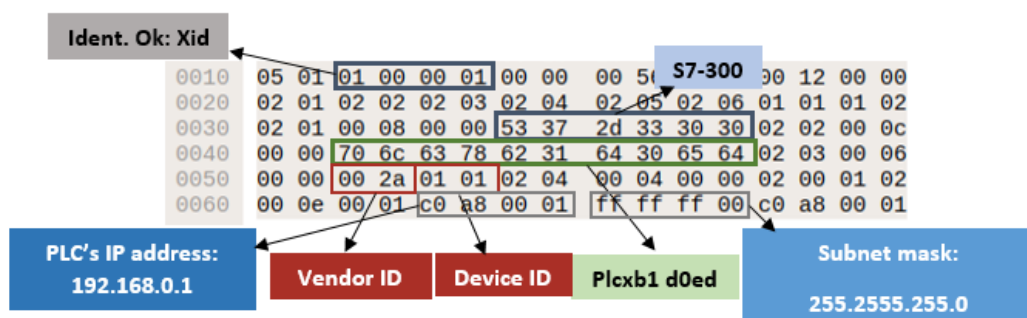 Ident. Ok: Xid
S7-300
0010 05 01 01 00 00 01 00 00 00 00 12 00 00
0020 02 01 02 02 02 03 02 04 02 05 02 06 01 01 01 02
0030 02 01 00 08 00 00 53 37 2d 33 30 30 02 02 00 0c
0040 00 00 70 6c 63 78 62 31 64 30 65 64 02 03 00 06
0050 00 00 00 2a 01 01 02 04 00 04 00 00 02 00 01 02
0060 00 0e 00 01 c0 a8 00 01 ff ff ff 00 c0 a8 00 01
PLC's IP address:
192.168.0.1
Vendor ID
Device ID
Plcxb1 d0ed
Subnet mask:
255.2555.255.0